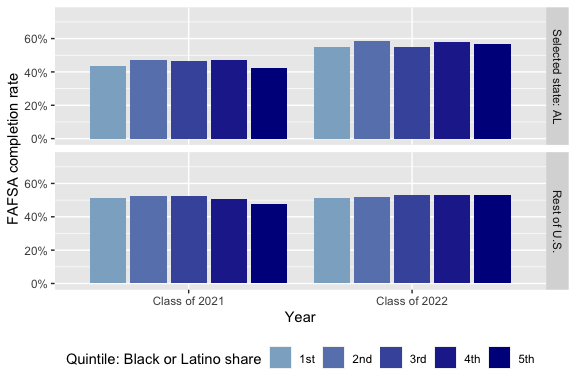 FAFSA completion rate
60%
40%
20%
0%
Selected state: AL
60%
40%
20%
0%
Rest of U.S.
Class of 2021
Class of 2022
Year
Quintile: Black or Latino share
1st
2nd
3rd
4th
5th